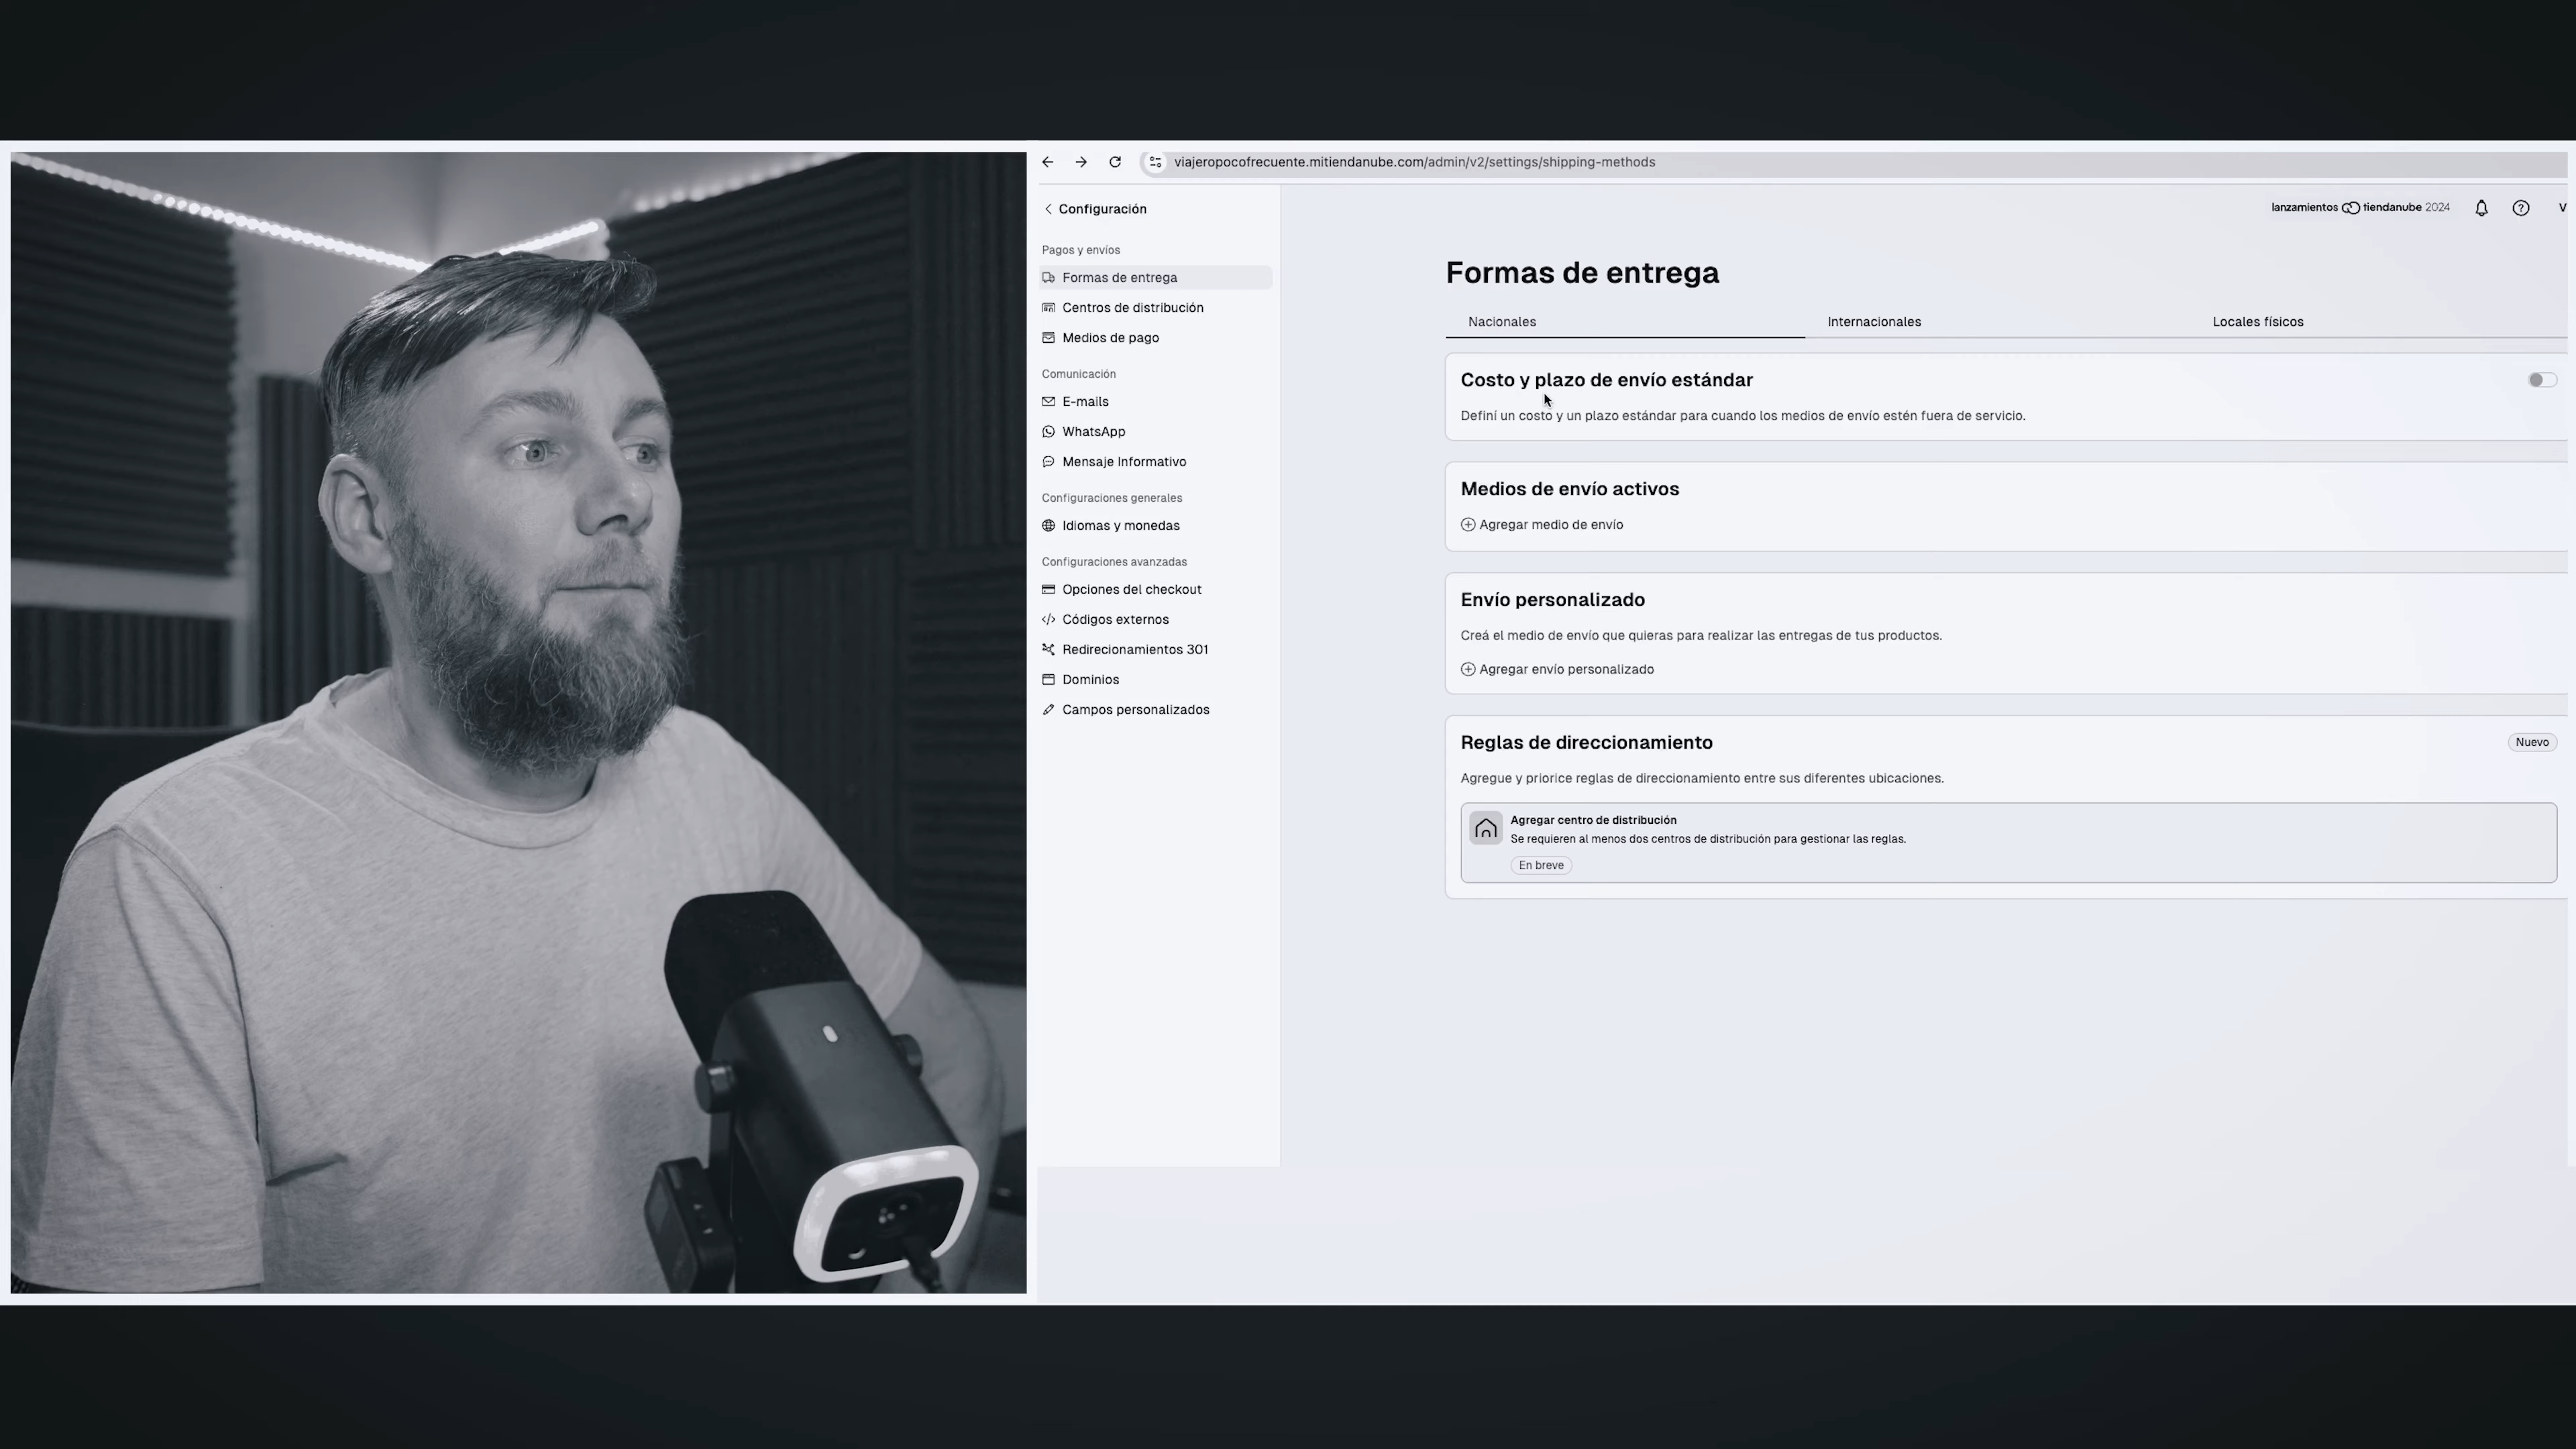 viajeropocofrecuente.mitiendanube.com/admin/v2/settings/shipping-methods
Configuración
lanzamientos tiendanube 2024
V
Pagos y envíos
Formas de entrega
Centros de distribución
Medios de pago
Comunicación
E-mails
WhatsApp
Mensaje Informativo
Configuraciones generales
Idiomas y monedas
Configuraciones avanzadas
Opciones del checkout
Códigos externos
Redirecionamientos 301
Dominios
Campos personalizados
Formas de entrega
Nacionales
Internacionales
Locales físicos
Costo y plazo de envío estándar
Definí un costo y un plazo estándar para cuando los medios de envío estén fuera de servicio.
Medios de envío activos
Agregar medio de envío
Envío personalizado
Creá el medio de envío que quieras para realizar las entregas de tus productos.
Agregar envío personalizado
Reglas de direccionamiento
Nuevo
Agregue y priorice reglas de direccionamiento entre sus diferentes ubicaciones.
Agregar centro de distribución
Se requieren al menos dos centros de distribución para gestionar las reglas.
En breve